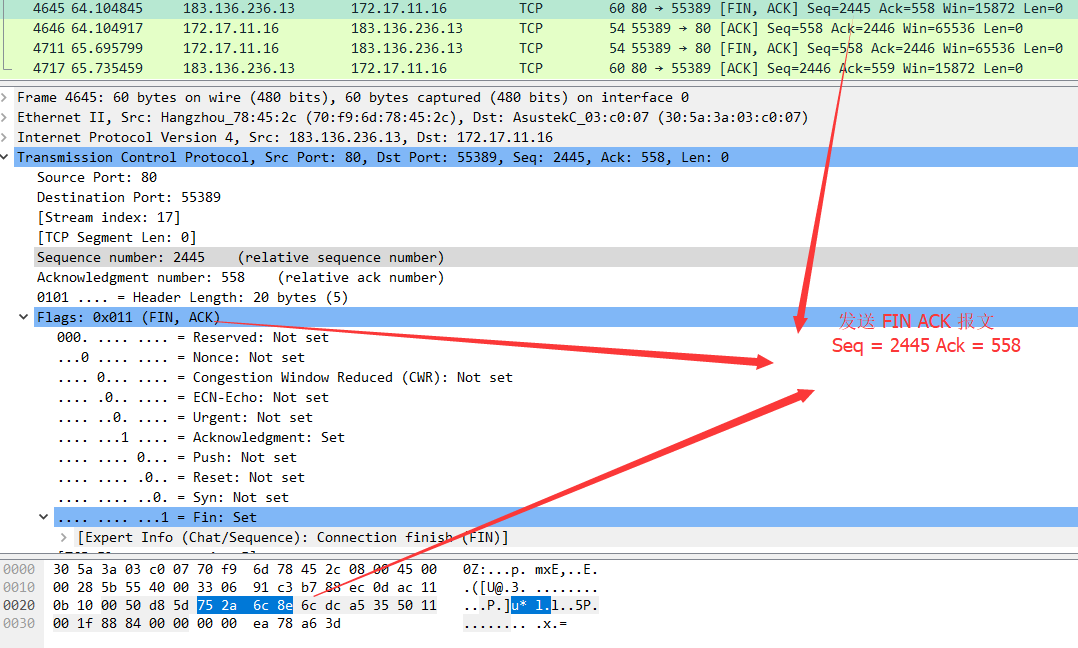 4645 64.104845 183.136.236.13 172.17.11.16 TCP 60 80 → 55389 [FIN, ACK] Seq=2445 Ack=558 Win=15872 Len=0
4646 64.104917 172.17.11.16 183.136.236.13 TCP 54 55389 → 80 [ACK] Seq=558 Ack=2446 Win=65536 Len=0
4711 65.695799 172.17.11.16 183.136.236.13 TCP 54 55389 → 80 [FIN, ACK] Seq=558 Ack=2446 Win=65536 Len=0
4717 65.735459 183.136.236.13 172.17.11.16 TCP 60 80 → 55389 [ACK] Seq=2446 Ack=559 Win=15872 Len=0
Frame 4645: 60 bytes on wire (480 bits), 60 bytes captured (480 bits) on interface 0
Ethernet II, Src: Hangzhou_78:45:2c (70:f9:6d:78:45:2c), Dst: AsustekC_03:c0:07 (30:5a:3a:03:c0:07)
Internet Protocol Version 4, Src: 183.136.236.13, Dst: 172.17.11.16
Transmission Control Protocol, Src Port: 80, Dst Port: 55389, Seq: 2445, Ack: 558, Len: 0
Source Port: 80
Destination Port: 55389
[Stream index: 17]
[TCP Segment Len: 0]
Sequence number: 2445 (relative sequence number)
Acknowledgment number: 558 (relative ack number)
0101 .... = Header Length: 20 bytes (5)
Flags: 0x011 (FIN, ACK)
发送 FIN ACK 报文
Seq = 2445 Ack = 558
000. .... .... = Reserved: Not set
...0 .... .... = Nonce: Not set
.... 0... .... = Congestion Window Reduced (CWR): Not set
.... .0.. .... = ECN-Echo: Not set
.... ..0. .... = Urgent: Not set
.... ...1 .... = Acknowledgment: Set
.... .... 0... = Push: Not set
.... .... .0.. = Reset: Not set
.... .... ..0. = Syn: Not set
.... .... ...1 = Fin: Set
[Expert Info (Chat/Sequence): Connection finish (FIN)]
0000 30 5a 3a 03 c0 07 70 f9 6d 78 45 2c 08 00 45 00 0Z:...p. mxE,..E.
0010 00 28 5b 55 40 00 33 06 91 c3 b7 88 ec 0d ac 11 .([U@.3. ........
0020 0b 10 00 50 d8 5d 75 2a 6c 8e 6c dc a5 35 50 11 ...P.]u* l.l..5P.
0030 00 1f 88 84 00 00 00 00 ea 78 a6 3d ........ .x.=